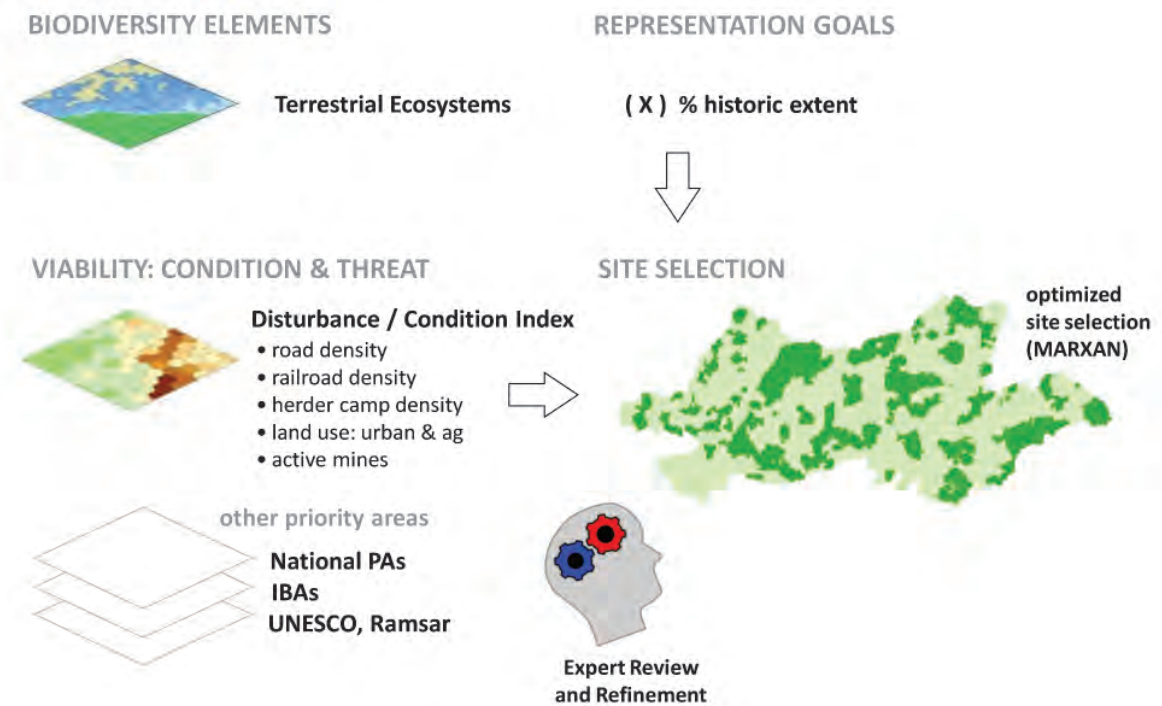 BIODIVERSITY ELEMENTS
REPRESENTATION GOALS
Terrestrial Ecosystems
( X ) % historic extent
VIABILITY: CONDITION & THREAT
SITE SELECTION
Disturbance / Condition Index
• road density
• railroad density
• herder camp density
• land use: urban & ag
• active mines
optimized
site selection
(MARXAN)
other priority areas
National PAs
IBAs
UNESCO, Ramsar
Expert Review
and Refinement